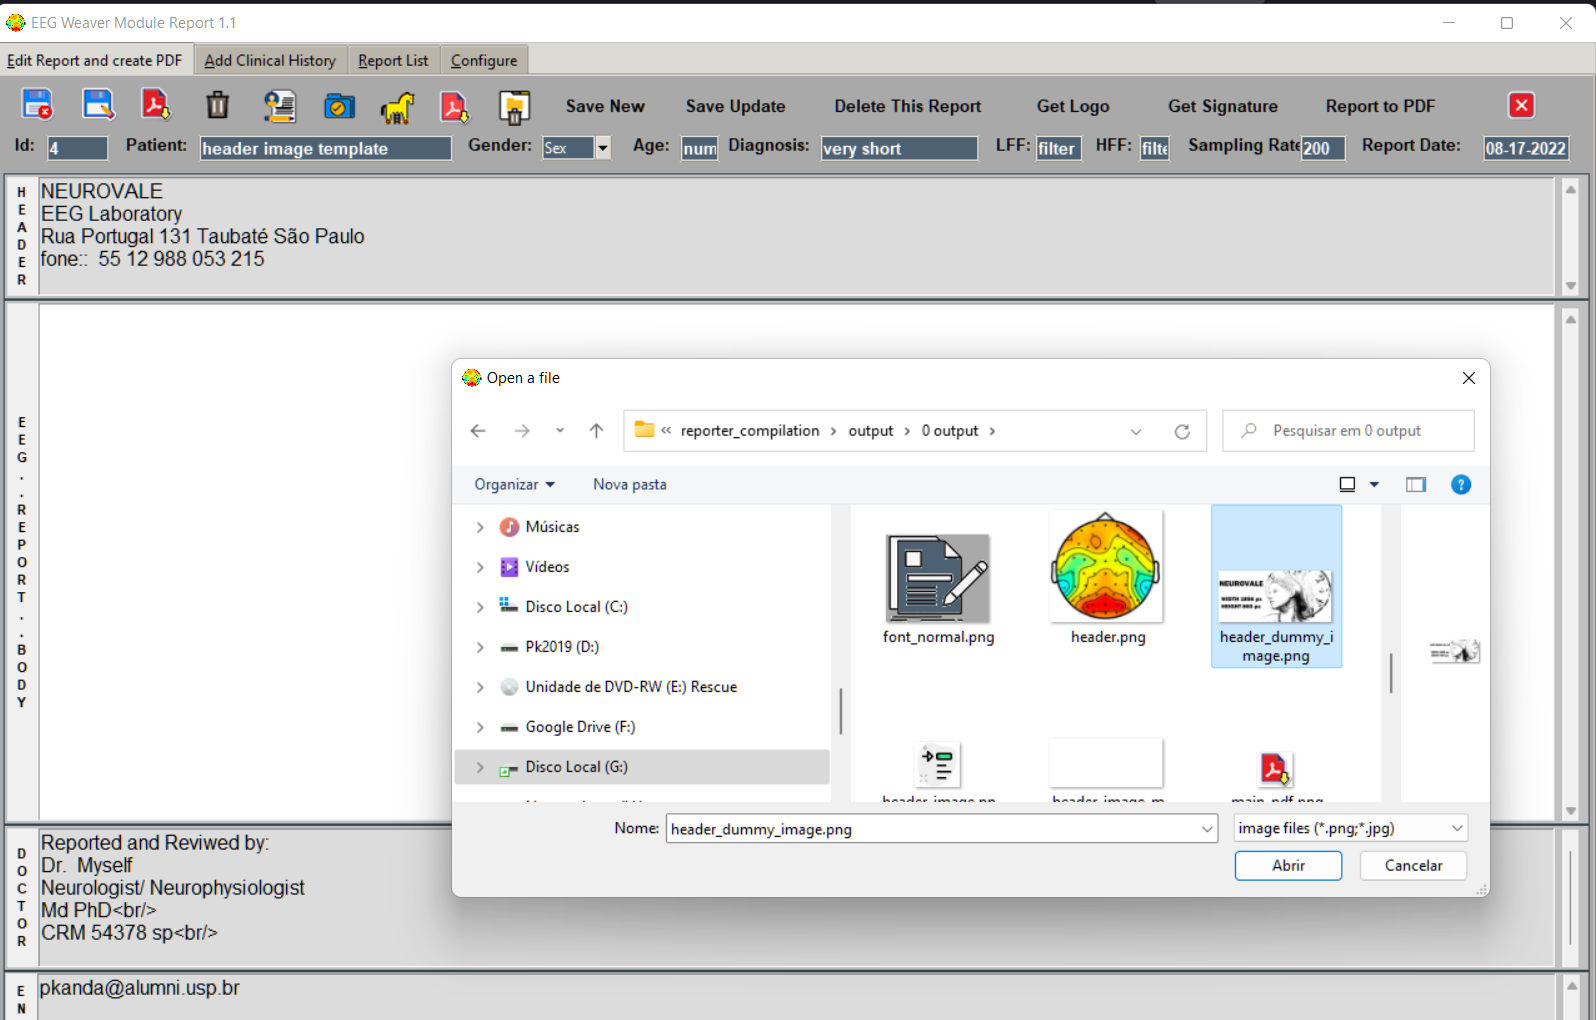 EEG Weaver Module Report 1.1
Edit Report and create PDF
Add Clinical History
Report List
Configure
Save New
Save Update
Delete This Report
Get Logo
Get Signature
Report to PDF
Id: 4
Patient: header image template
Gender: Sex
Age: num
Diagnosis: very short
LFF: filter
HFF: filte
Sampling Rate 200
Report Date: 08-17-2022
HEADER
NEUROVALE
EEG Laboratory
Rua Portugal 131 Taubaté São Paulo
fone:: 55 12 988 053 215
EEG..REPORT..BODY
Open a file
« reporter_compilation › output › 0 output ›
Pesquisar em 0 output
Organizar
Nova pasta
Músicas
Vídeos
Disco Local (C:)
Pk2019 (D:)
Unidade de DVD-RW (E:) Rescue
Google Drive (F:)
Disco Local (G:)
font_normal.png
header.png
NEUROVALE
header_dummy_i
mage.png
header_image.pn
header_image_m
main_pdf.png
Nome: header_dummy_image.png
image files (*.png;*.jpg)
Abrir
Cancelar
DOCTOR
Reported and Reviwed by:
Dr. Myself
Neurologist/ Neurophysiologist
Md PhD<br/>
CRM 54378 sp<br/>
EN
pkanda@alumni.usp.br